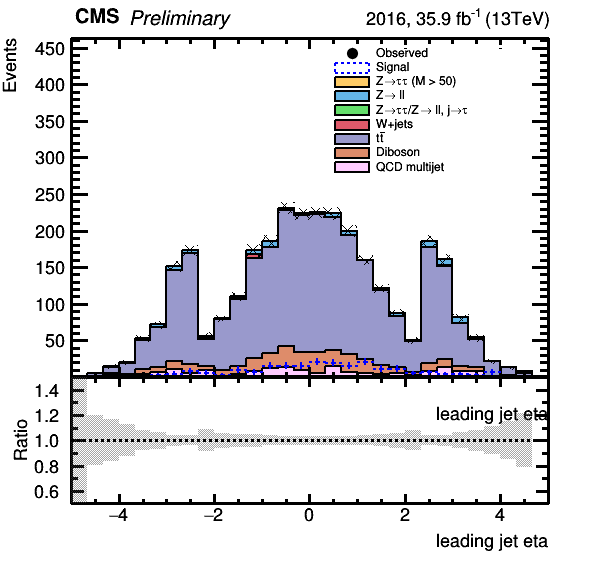 CMS Preliminary 2016, 35.9 fb⁻¹ (13TeV)
Events
450
400
350
300
250
200
150
100
50
Observed
Signal
Z→ττ (M > 50)
Z→ ll
Z→ττ/Z→ ll, j→τ
W+jets
tt̅
Diboson
QCD multijet
Ratio
1.4
1.2
1.0
0.8
0.6
leading jet eta
−4 −2 0 2 4
leading jet eta